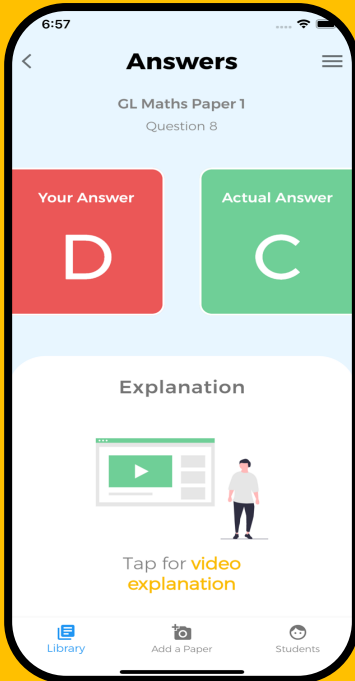 6:57
Answers
GL Maths Paper 1
Question 8
Your Answer
Actual Answer
D
C
Explanation
Tap for video
explanation
Library
Add a Paper
Students